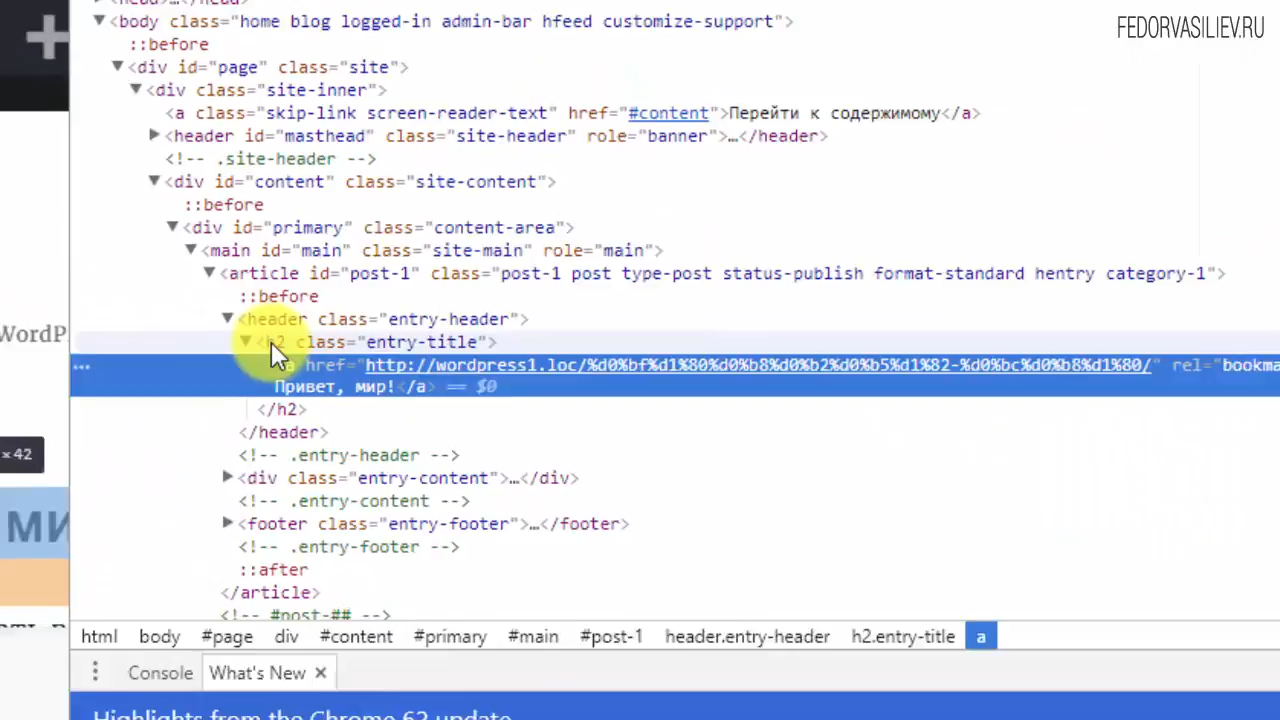 <head>…</head>
FEDORVASILIEV.RU
▼<body class="home blog logged-in admin-bar hfeed customize-support">
::before
▼<div id="page" class="site">
▼<div class="site-inner">
<a class="skip-link screen-reader-text" href="#content">Перейти к содержимому</a>
▶<header id="masthead" class="site-header" role="banner">…</header>
<!-- .site-header -->
▼<div id="content" class="site-content">
::before
▼<div id="primary" class="content-area">
▼<main id="main" class="site-main" role="main">
▼<article id="post-1" class="post-1 post type-post status-publish format-standard hentry category-1">
::before
▼<header class="entry-header">
WordP
▼<h2 class="entry-title">
<a href="http://wordpress1.loc/%d0%bf%d1%80%d0%b8%d0%b2%d0%b5%d1%82-%d0%bc%d0%b8%d1%80/" rel="bookma
Привет, мир!</a> == $0
</h2>
</header>
<!-- .entry-header -->
× 42
▶<div class="entry-content">…</div>
<!-- .entry-content -->
▶<footer class="entry-footer">…</footer>
МИ
<!-- .entry-footer -->
::after
</article>
<!-- #post-## -->
html body #page div #content #primary #main #post-1 header.entry-header h2.entry-title a
Console What's New ×
Highlights from the Chrome 62 update